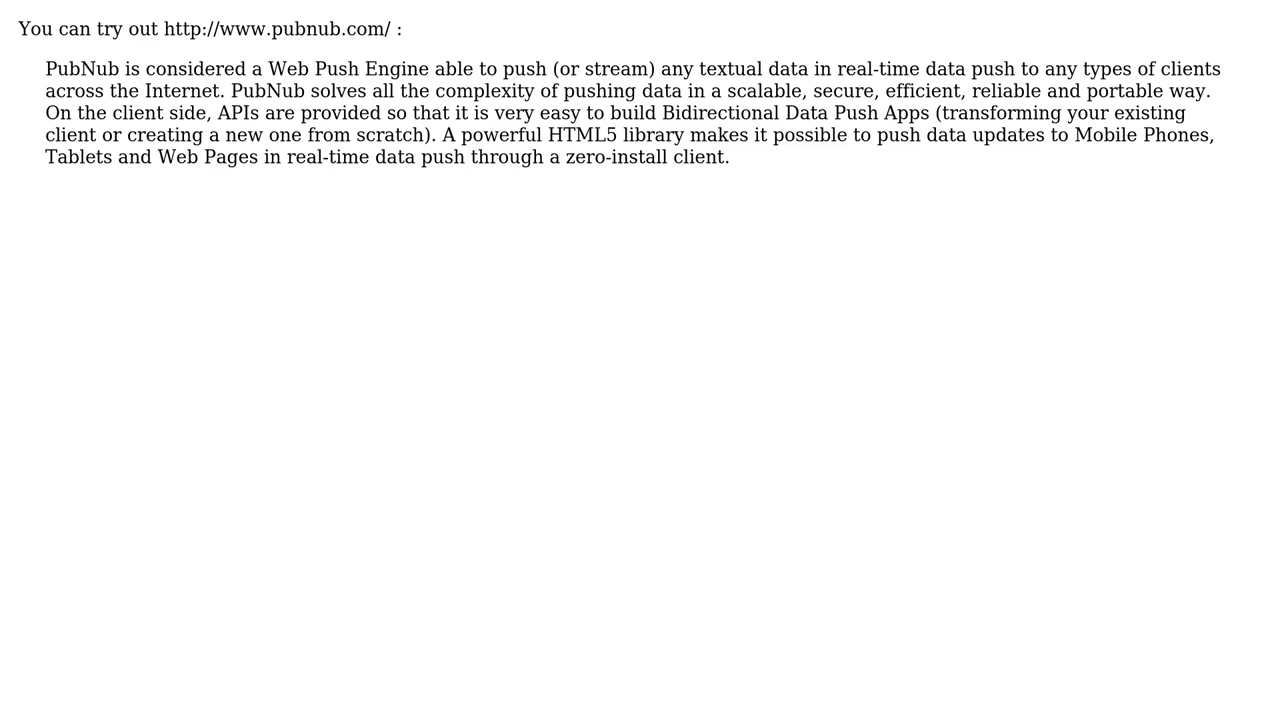 You can try out http://www.pubnub.com/ :
PubNub is considered a Web Push Engine able to push (or stream) any textual data in real-time data push to any types of clients
across the Internet. PubNub solves all the complexity of pushing data in a scalable, secure, efficient, reliable and portable way.
On the client side, APIs are provided so that it is very easy to build Bidirectional Data Push Apps (transforming your existing
client or creating a new one from scratch). A powerful HTML5 library makes it possible to push data updates to Mobile Phones,
Tablets and Web Pages in real-time data push through a zero-install client.